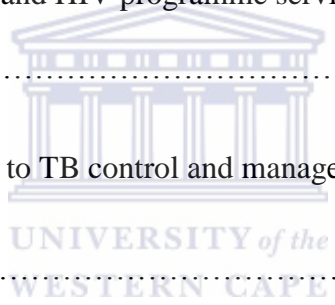 and HIV programme servi
................................................
to TB control and manage
UNIVERSITY of the
................................................
WESTERN CAPE